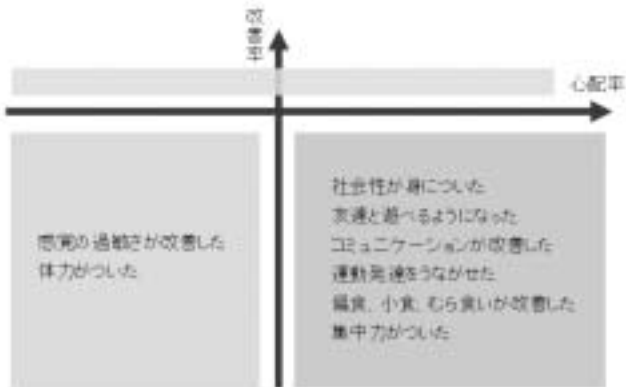 改善率
心配率
感覚の過敏さが改善した
体力がついた
社会性が身についた
友達と遊べるようになった
コミュニケーションが改善した
運動発達をうながせた
偏食、小食、むら食いが改善した
集中力がついた